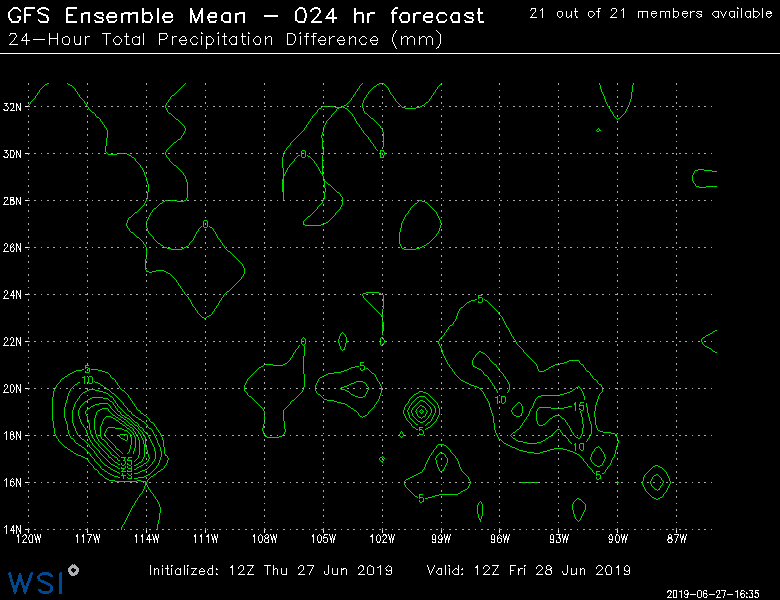 GFS Ensemble Mean – 024 hr forecast
21 out of 21 members available
24–Hour Total Precipitation Difference (mm)
32N
30N 0 0
28N
0
26N
24N 5
22N 0 0
5 5
20N 10
10 15
5
18N 10
35
5
16N 5
14N
120W 117W 114W 111W 108W 105W 102W 99W 96W 93W 90W 87W
Initialized: 12Z Thu 27 Jun 2019 Valid: 12Z Fri 28 Jun 2019
WSI
2019-06-27-16:35